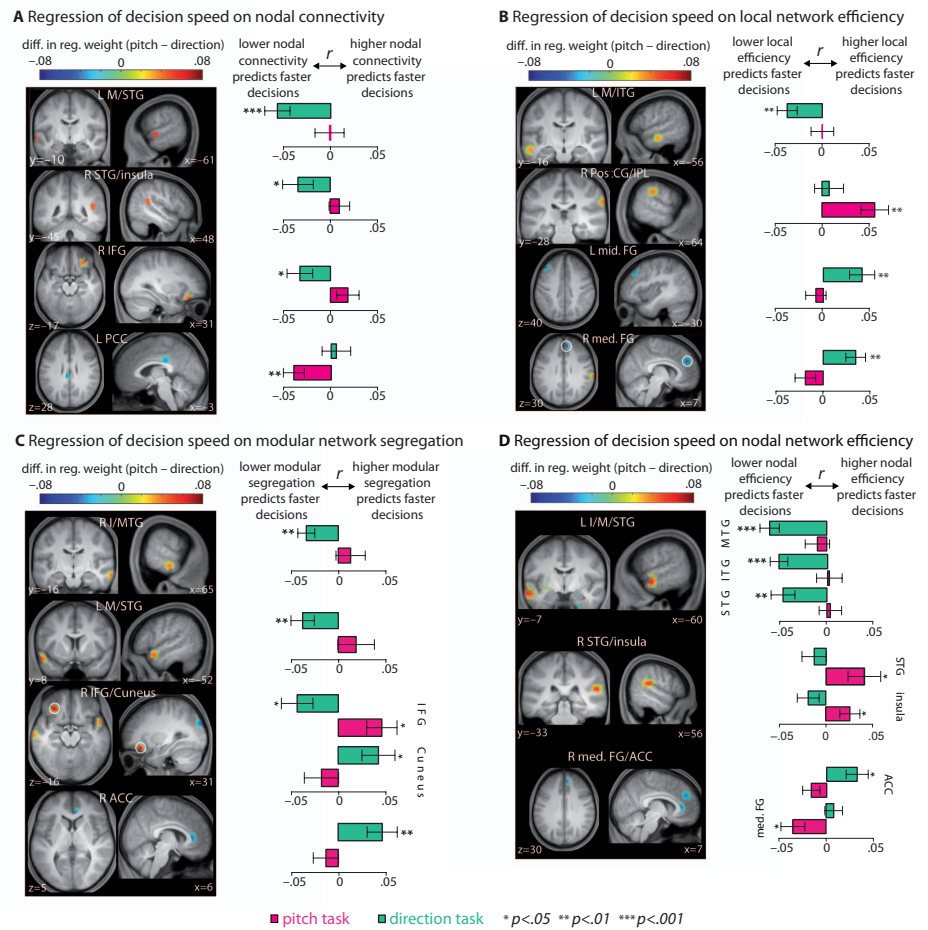 A Regression of decision speed on nodal connectivity
diff. in reg. weight (pitch – direction)
–.08 0 .08
lower nodal connectivity predicts faster decisions
r
higher nodal connectivity predicts faster decisions
L M/STG
y=–10 x=–61
***
–.05 0 .05
R STG/insula
y=–45 x=48
*
–.05 0 .05
R IFG
z=–17 x=31
*
–.05 0 .05
L PCC
z=28 x=–3
**
–.05 0 .05
B Regression of decision speed on local network efficiency
diff. in reg. weight (pitch – direction)
–.08 0 .08
lower local efficiency predicts faster decisions
r
higher local efficiency predicts faster decisions
L M/ITG
y=–16 x=–56
**
–.05 0 .05
R Pos CG/IPL
y=–28 x=64
**
–.05 0 .05
L mid. FG
z=40 x=–30
**
–.05 0 .05
R med. FG
z=30 x=7
**
–.05 0 .05
C Regression of decision speed on modular network segregation
diff. in reg. weight (pitch – direction)
–.08 0 .08
lower modular segregation predicts faster decisions
r
higher modular segregation predicts faster decisions
R I/MTG
y=–16 x=65
**
–.05 0 .05
L M/STG
y=8 x=–52
**
–.05 0 .05
R IFG/Cuneus
z=–16 x=31
*
*
IFG
*
Cuneus
–.05 0 .05
R ACC
z=5 x=6
**
–.05 0 .05
D Regression of decision speed on nodal network efficiency
diff. in reg. weight (pitch – direction)
–.08 0 .08
lower nodal efficiency predicts faster decisions
r
higher nodal efficiency predicts faster decisions
L I/M/STG
y=–7 x=–60
MTG
***
ITG
***
STG
**
–.05 0 .05
R STG/insula
y=–33 x=56
STG
*
insula
*
–.05 0 .05
R med. FG/ACC
z=30 x=7
ACC
*
med. FG
*
–.05 0 .05
pitch task direction task *p<.05 **p<.01 ***p<.001